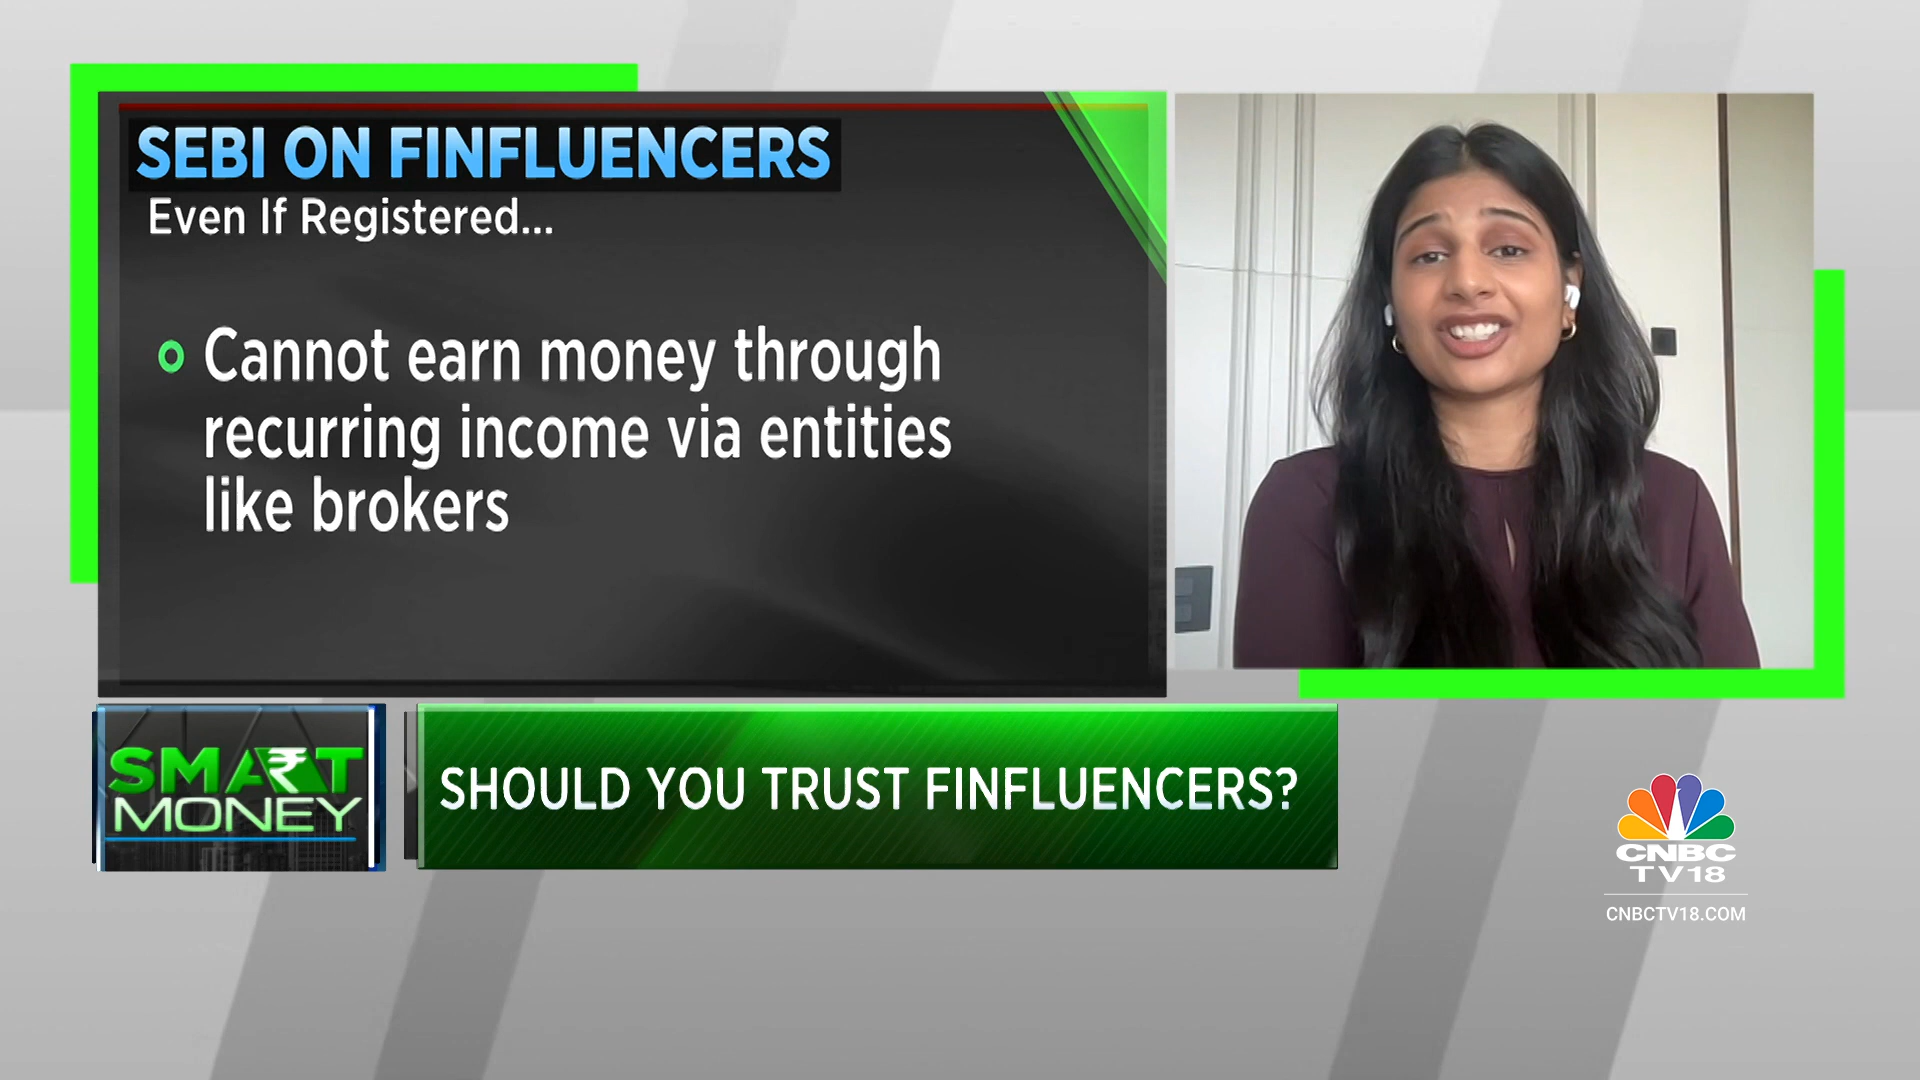 SEBI ON FINFLUENCERS
Even If Registered...
Cannot earn money through
recurring income via entities
like brokers
SMART
MONEY
SHOULD YOU TRUST FINFLUENCERS?
CNBC
TV18
CNBCTV18.COM